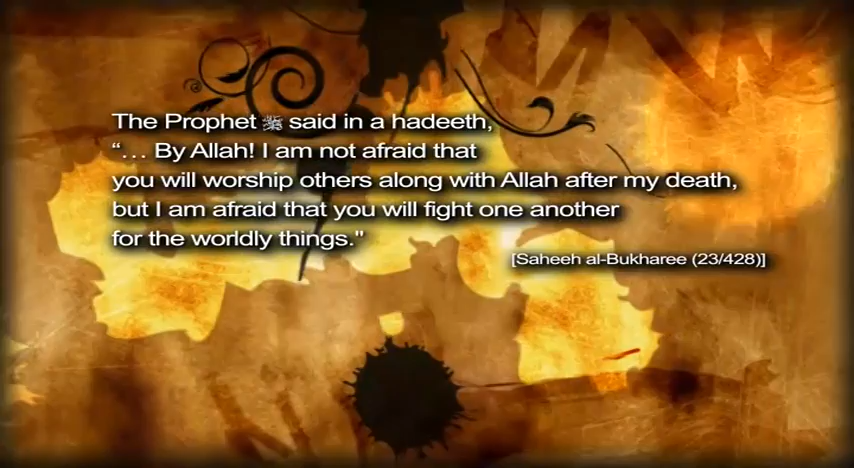 The Prophet ﷺ said in a hadeeth,
“… By Allah! I am not afraid that
you will worship others along with Allah after my death,
but I am afraid that you will fight one another
for the worldly things."
[Saheeh al-Bukharee (23/428)]